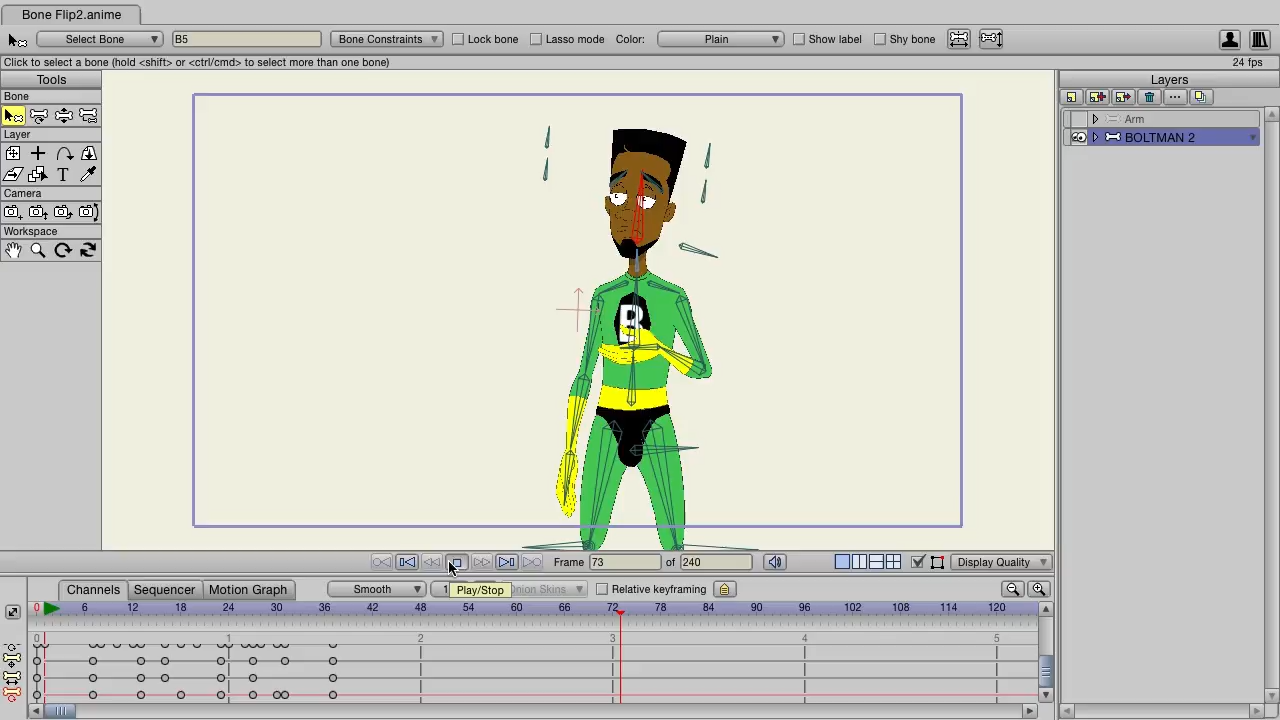 Bone Flip2.anime
Select Bone B5 Bone Constraints Lock bone Lasso mode Color: Plain Show label Shy bone
Click to select a bone (hold <shift> or <ctrl/cmd> to select more than one bone) 24 fps
Tools
Bone
Layer
T
Camera
Workspace
Layers
Arm
BOLTMAN 2
B
Frame 73 of 240 Display Quality
Channels Sequencer Motion Graph Smooth 1 Onion Skins Relative keyframing
Play/Stop
0 6 12 18 24 30 36 42 48 54 60 66 72 78 84 90 96 102 108 114 120
0 1 2 3 4 5